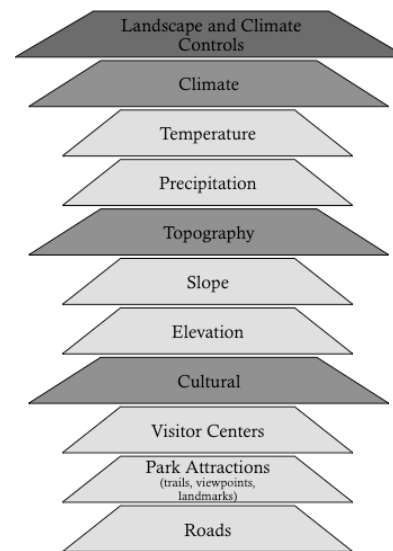 Landscape and Climate
Controls
Climate
Temperature
Precipitation
Topography
Slope
Elevation
Cultural
Visitor Centers
Park Attractions
(trails, viewpoints,
landmarks)
Roads